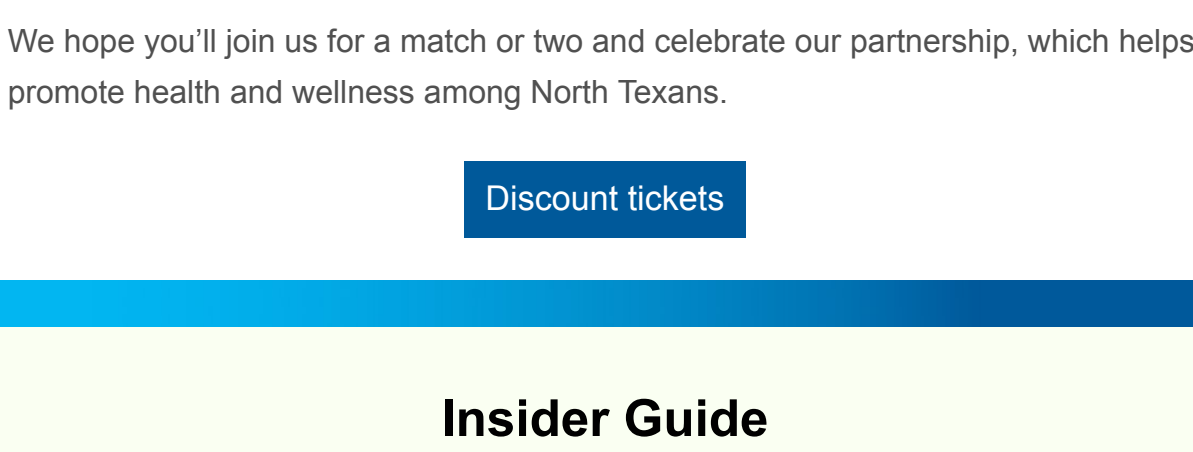 We hope you’ll join us for a match or two and celebrate our partnership, which helps
promote health and wellness among North Texans.
Discount tickets
Insider Guide